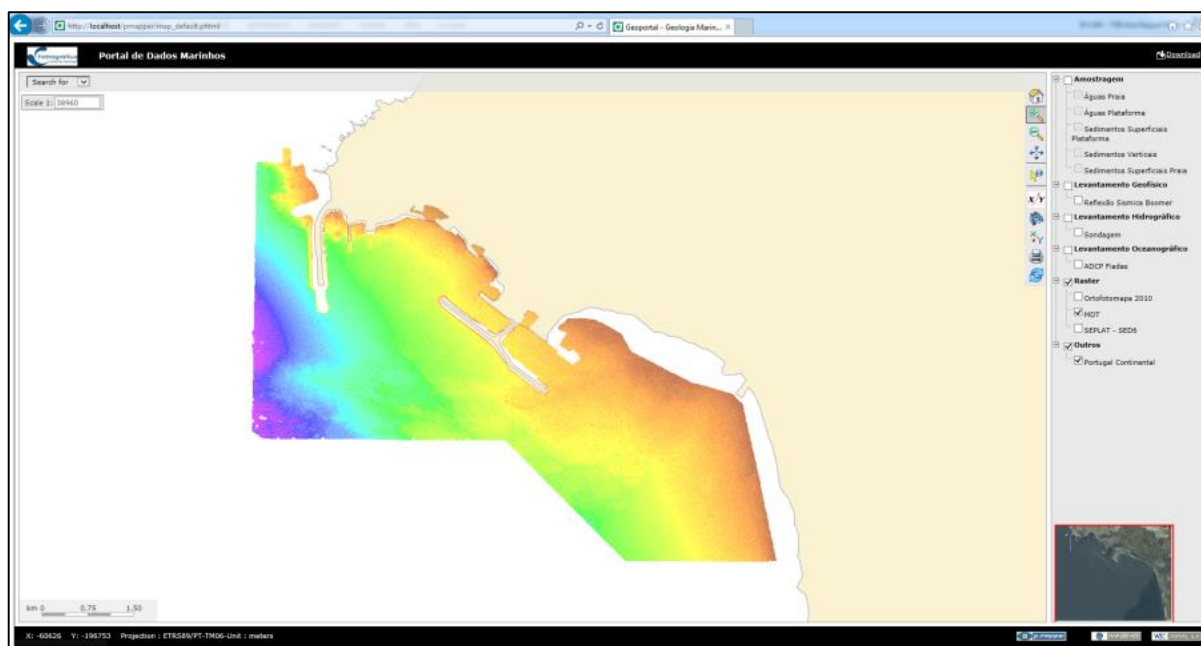 http://localhost/pmapper/map_default.phtml
Geoportal - Geologia Marin...
hidrográfico
Portal de Dados Marinhos
Download
Search for
Scale 1: 38960
Amostragem
Águas Praia
Águas Plataforma
Sedimentos Superficiais
Plataforma
Sedimentos Verticais
Sedimentos Superficiais Praia
Levantamento Geofísico
Reflexão Sísmica Boomer
Levantamento Hidrográfico
Sondagem
Levantamento Oceanográfico
ADCP Fiadas
Raster
Ortofotomapa 2010
MDT
SEPLAT - SED6
Outros
Portugal Continental
km 0 0.75 1.50
X: -60626 Y: -196753 Projection : ETRS89/PT-TM06-Unit : meters
p.mapper